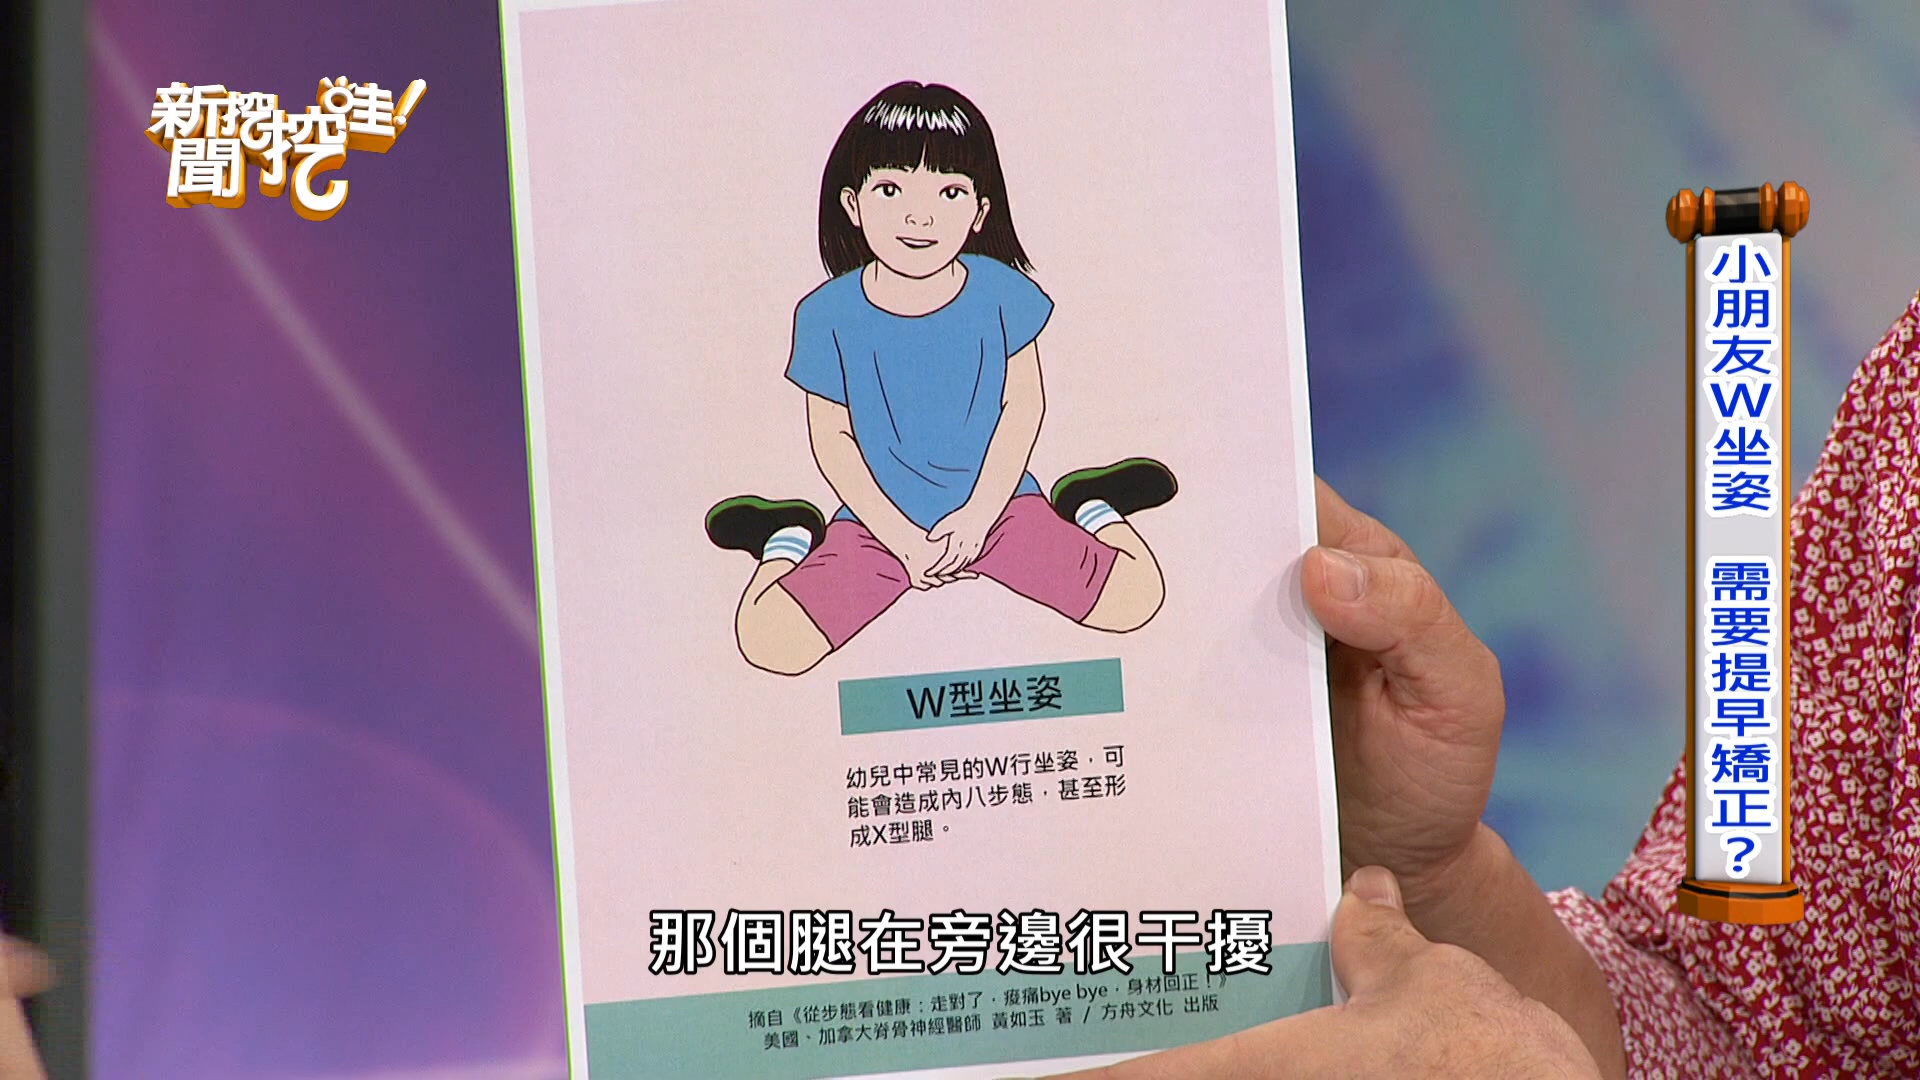 新聞挖挖哇!
小朋友W坐姿 需要提早矯正?
W型坐姿
幼兒中常見的W行坐姿，可
能會造成內八步態，甚至形
成X型腿。
那個腿在旁邊很干擾
摘自《從步態看健康：走對了，痠痛bye bye，身材回正！》
美國、加拿大脊骨神經醫師 黃如玉 著 / 方舟文化 出版